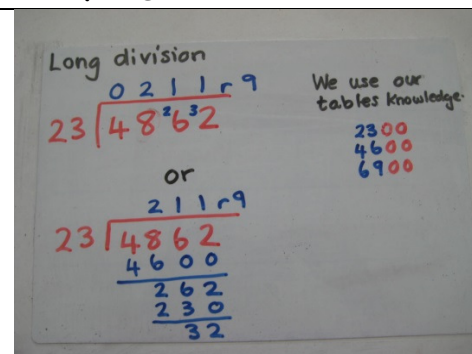 Long division
0 2 1 1 r 9
23 4 8 ²6 ³2
or
2 1 1 r 9
23 4 8 6 2
4 6 0 0
2 6 2
2 3 0
3 2
We use our
tables knowledge.
2300
4600
6900